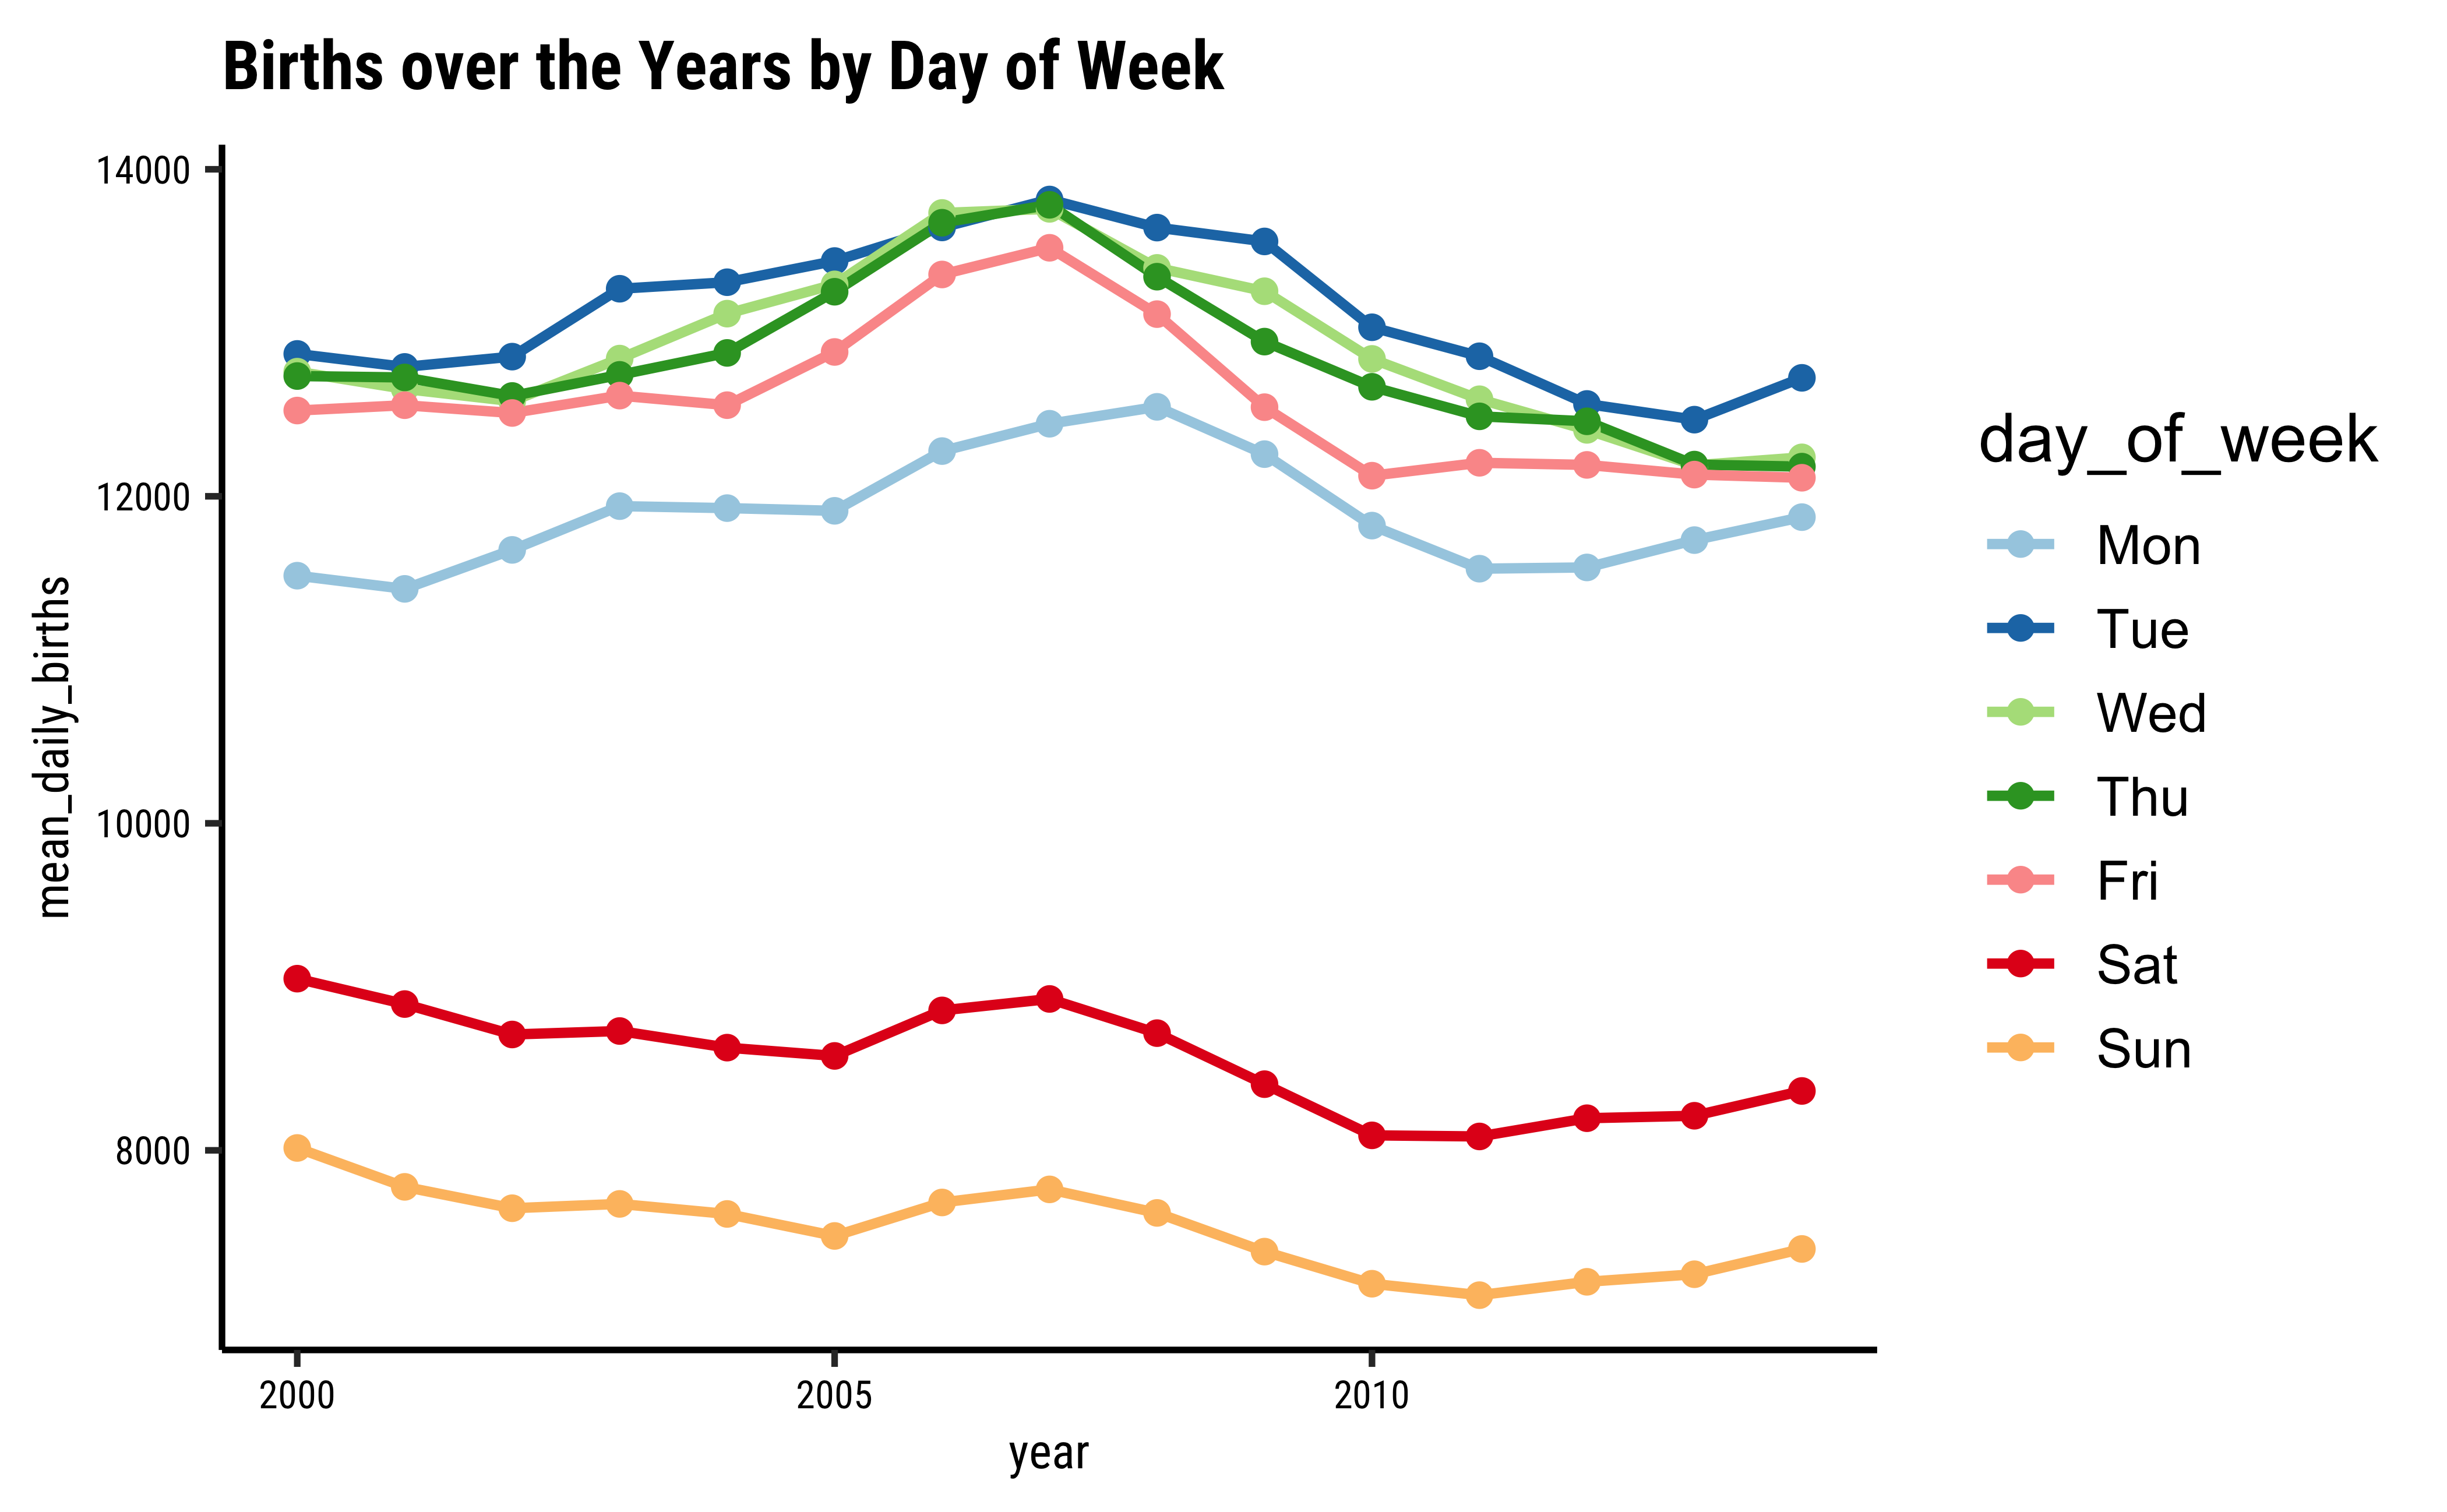 Births over the Years by Day of Week
14000
12000
10000
8000
mean_daily_births
2000 2005 2010
year
day_of_week
Mon
Tue
Wed
Thu
Fri
Sat
Sun